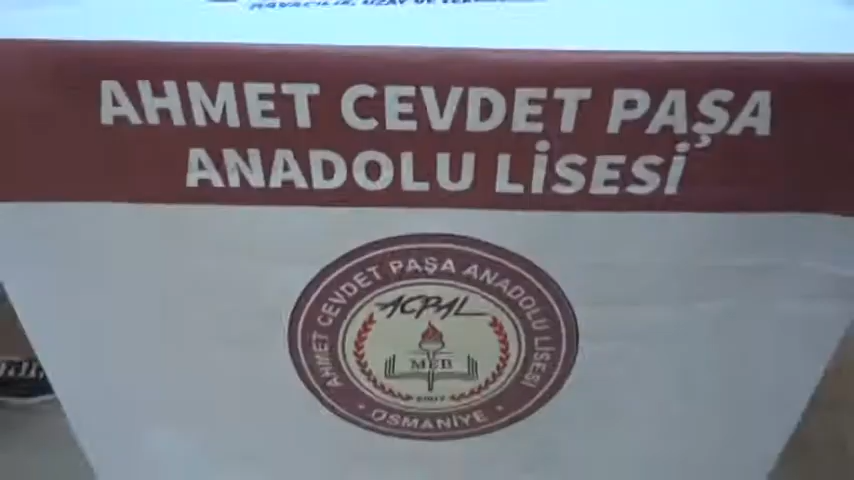 AHMET CEVDET PAŞA
ANADOLU LİSESİ
AHMET CEVDET PAŞA ANADOLU LİSESİ
ACPAL
MEB
OSMANİYE